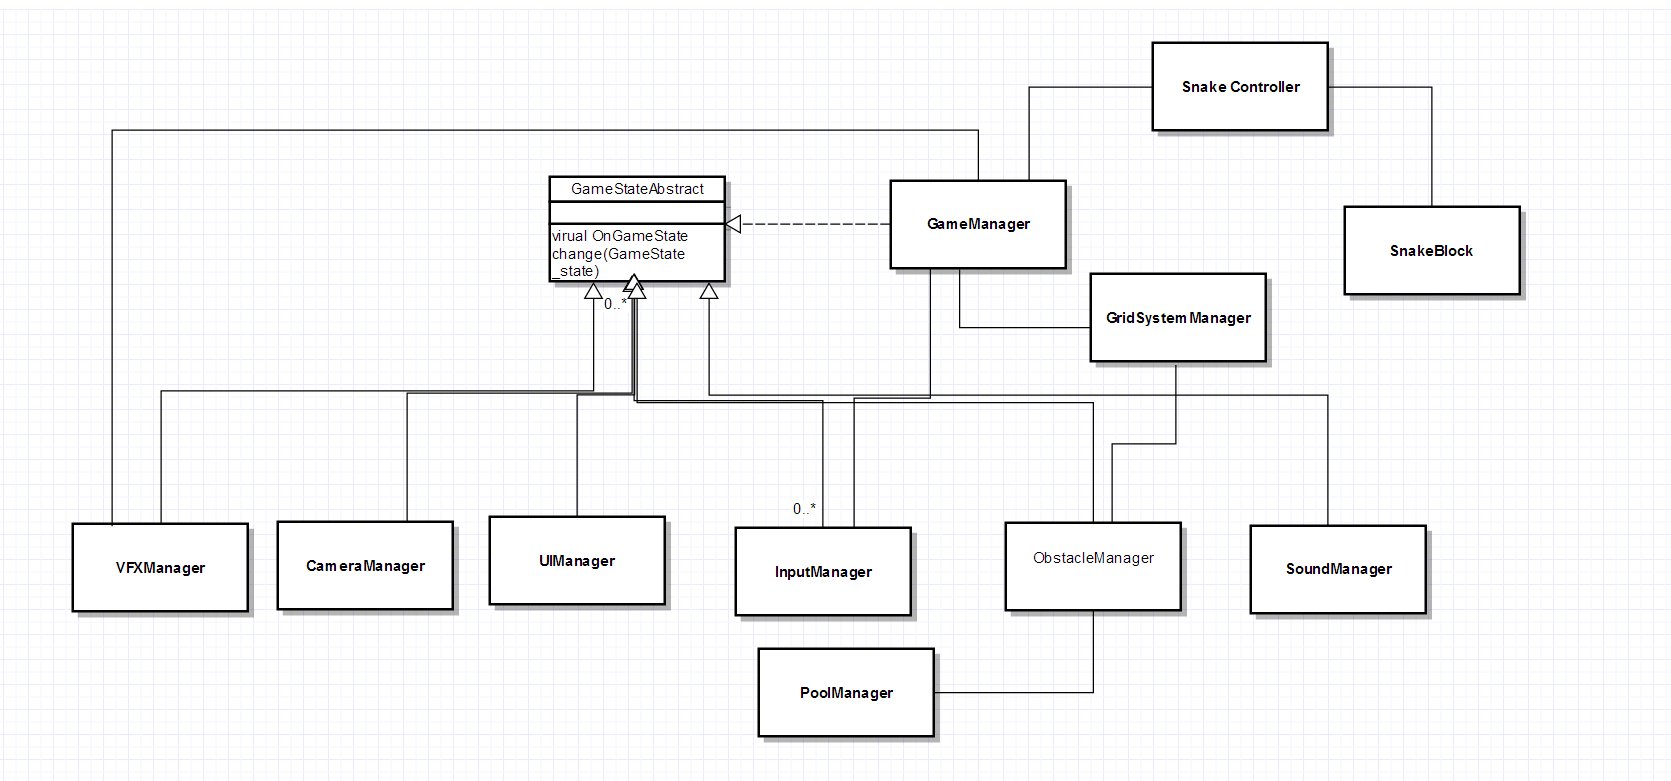 Snake Controller
GameStateAbstract
GameManager
virual OnGameState
change(GameState
_state)
SnakeBlock
0..*
GridSystem Manager
0..*
VFXManager
CameraManager
UIManager
InputManager
ObstacleManager
SoundManager
PoolManager